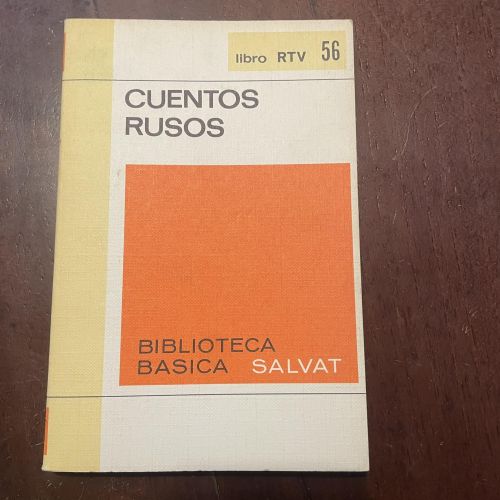 libro RTV 56
CUENTOS
RUSOS
BIBLIOTECA
BASICA SALVAT